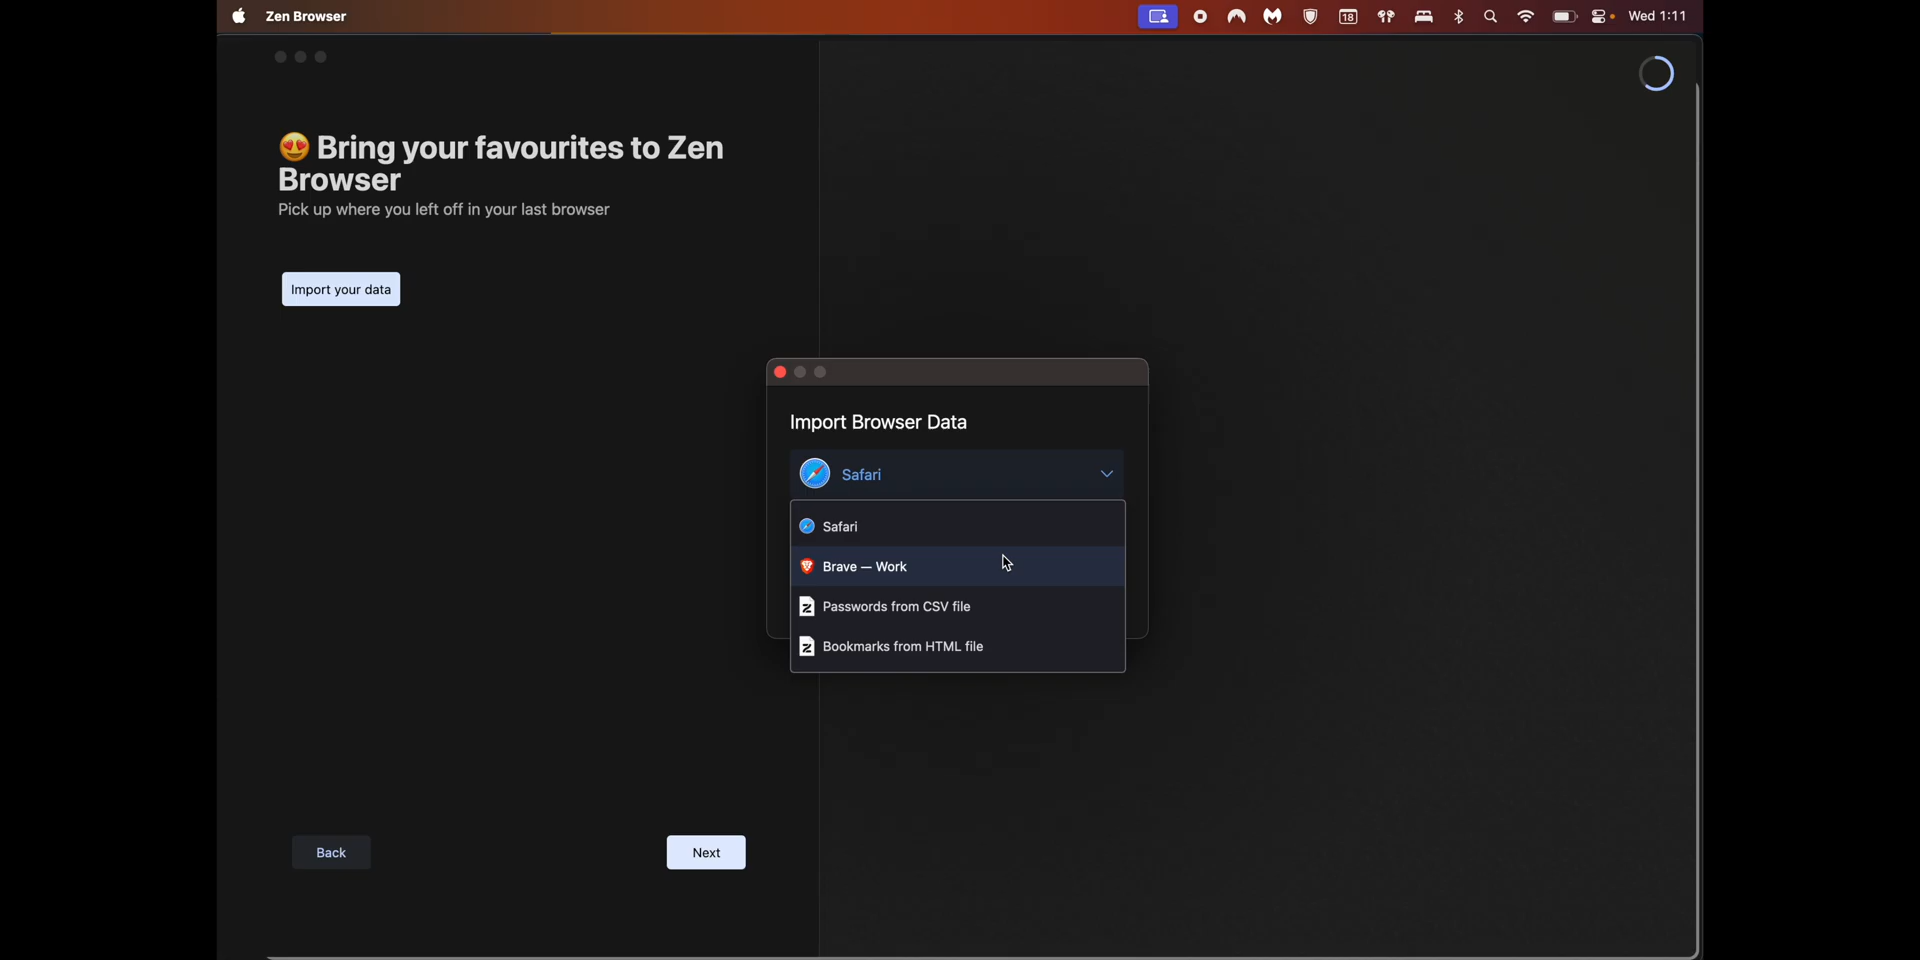 Zen Browser
18
Wed 1:11
😍 Bring your favourites to Zen
Browser
Pick up where you left off in your last browser
Import your data
Import Browser Data
Safari
Safari
Brave — Work
Passwords from CSV file
Bookmarks from HTML file
Back
Next